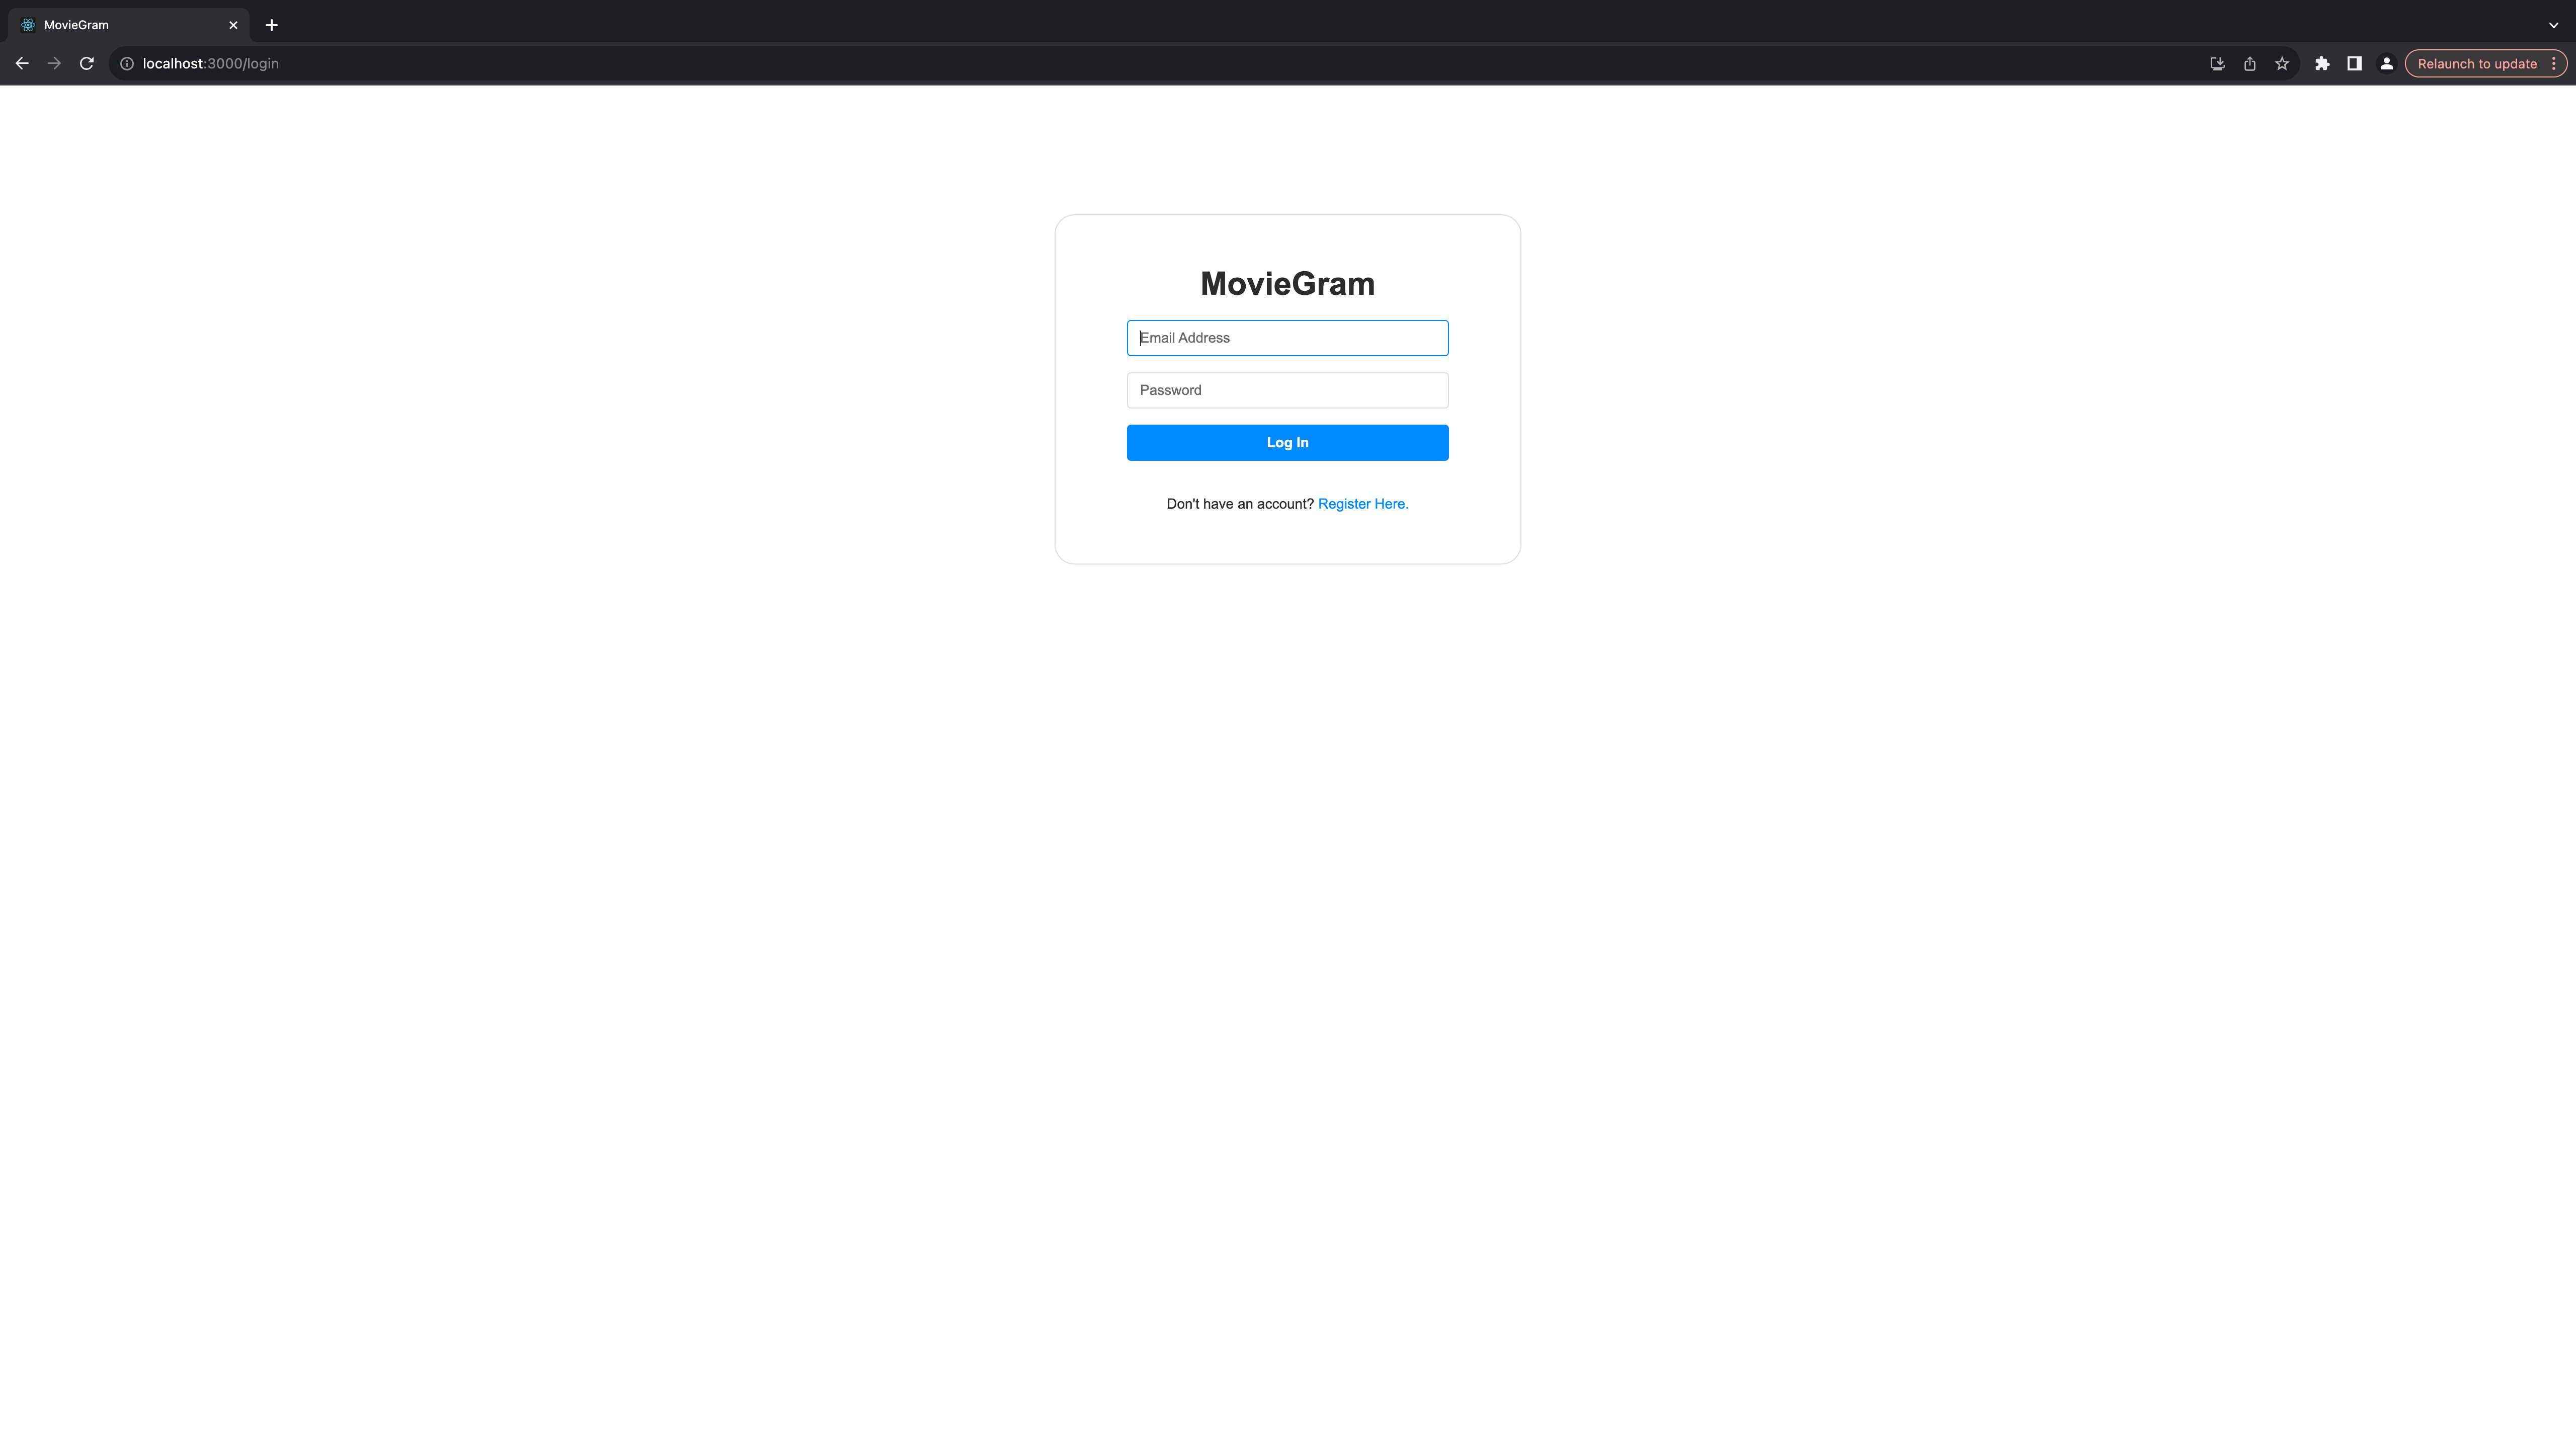 MovieGram
localhost:3000/login
Relaunch to update
MovieGram
Email Address
Password
Log In
Don't have an account? Register Here.